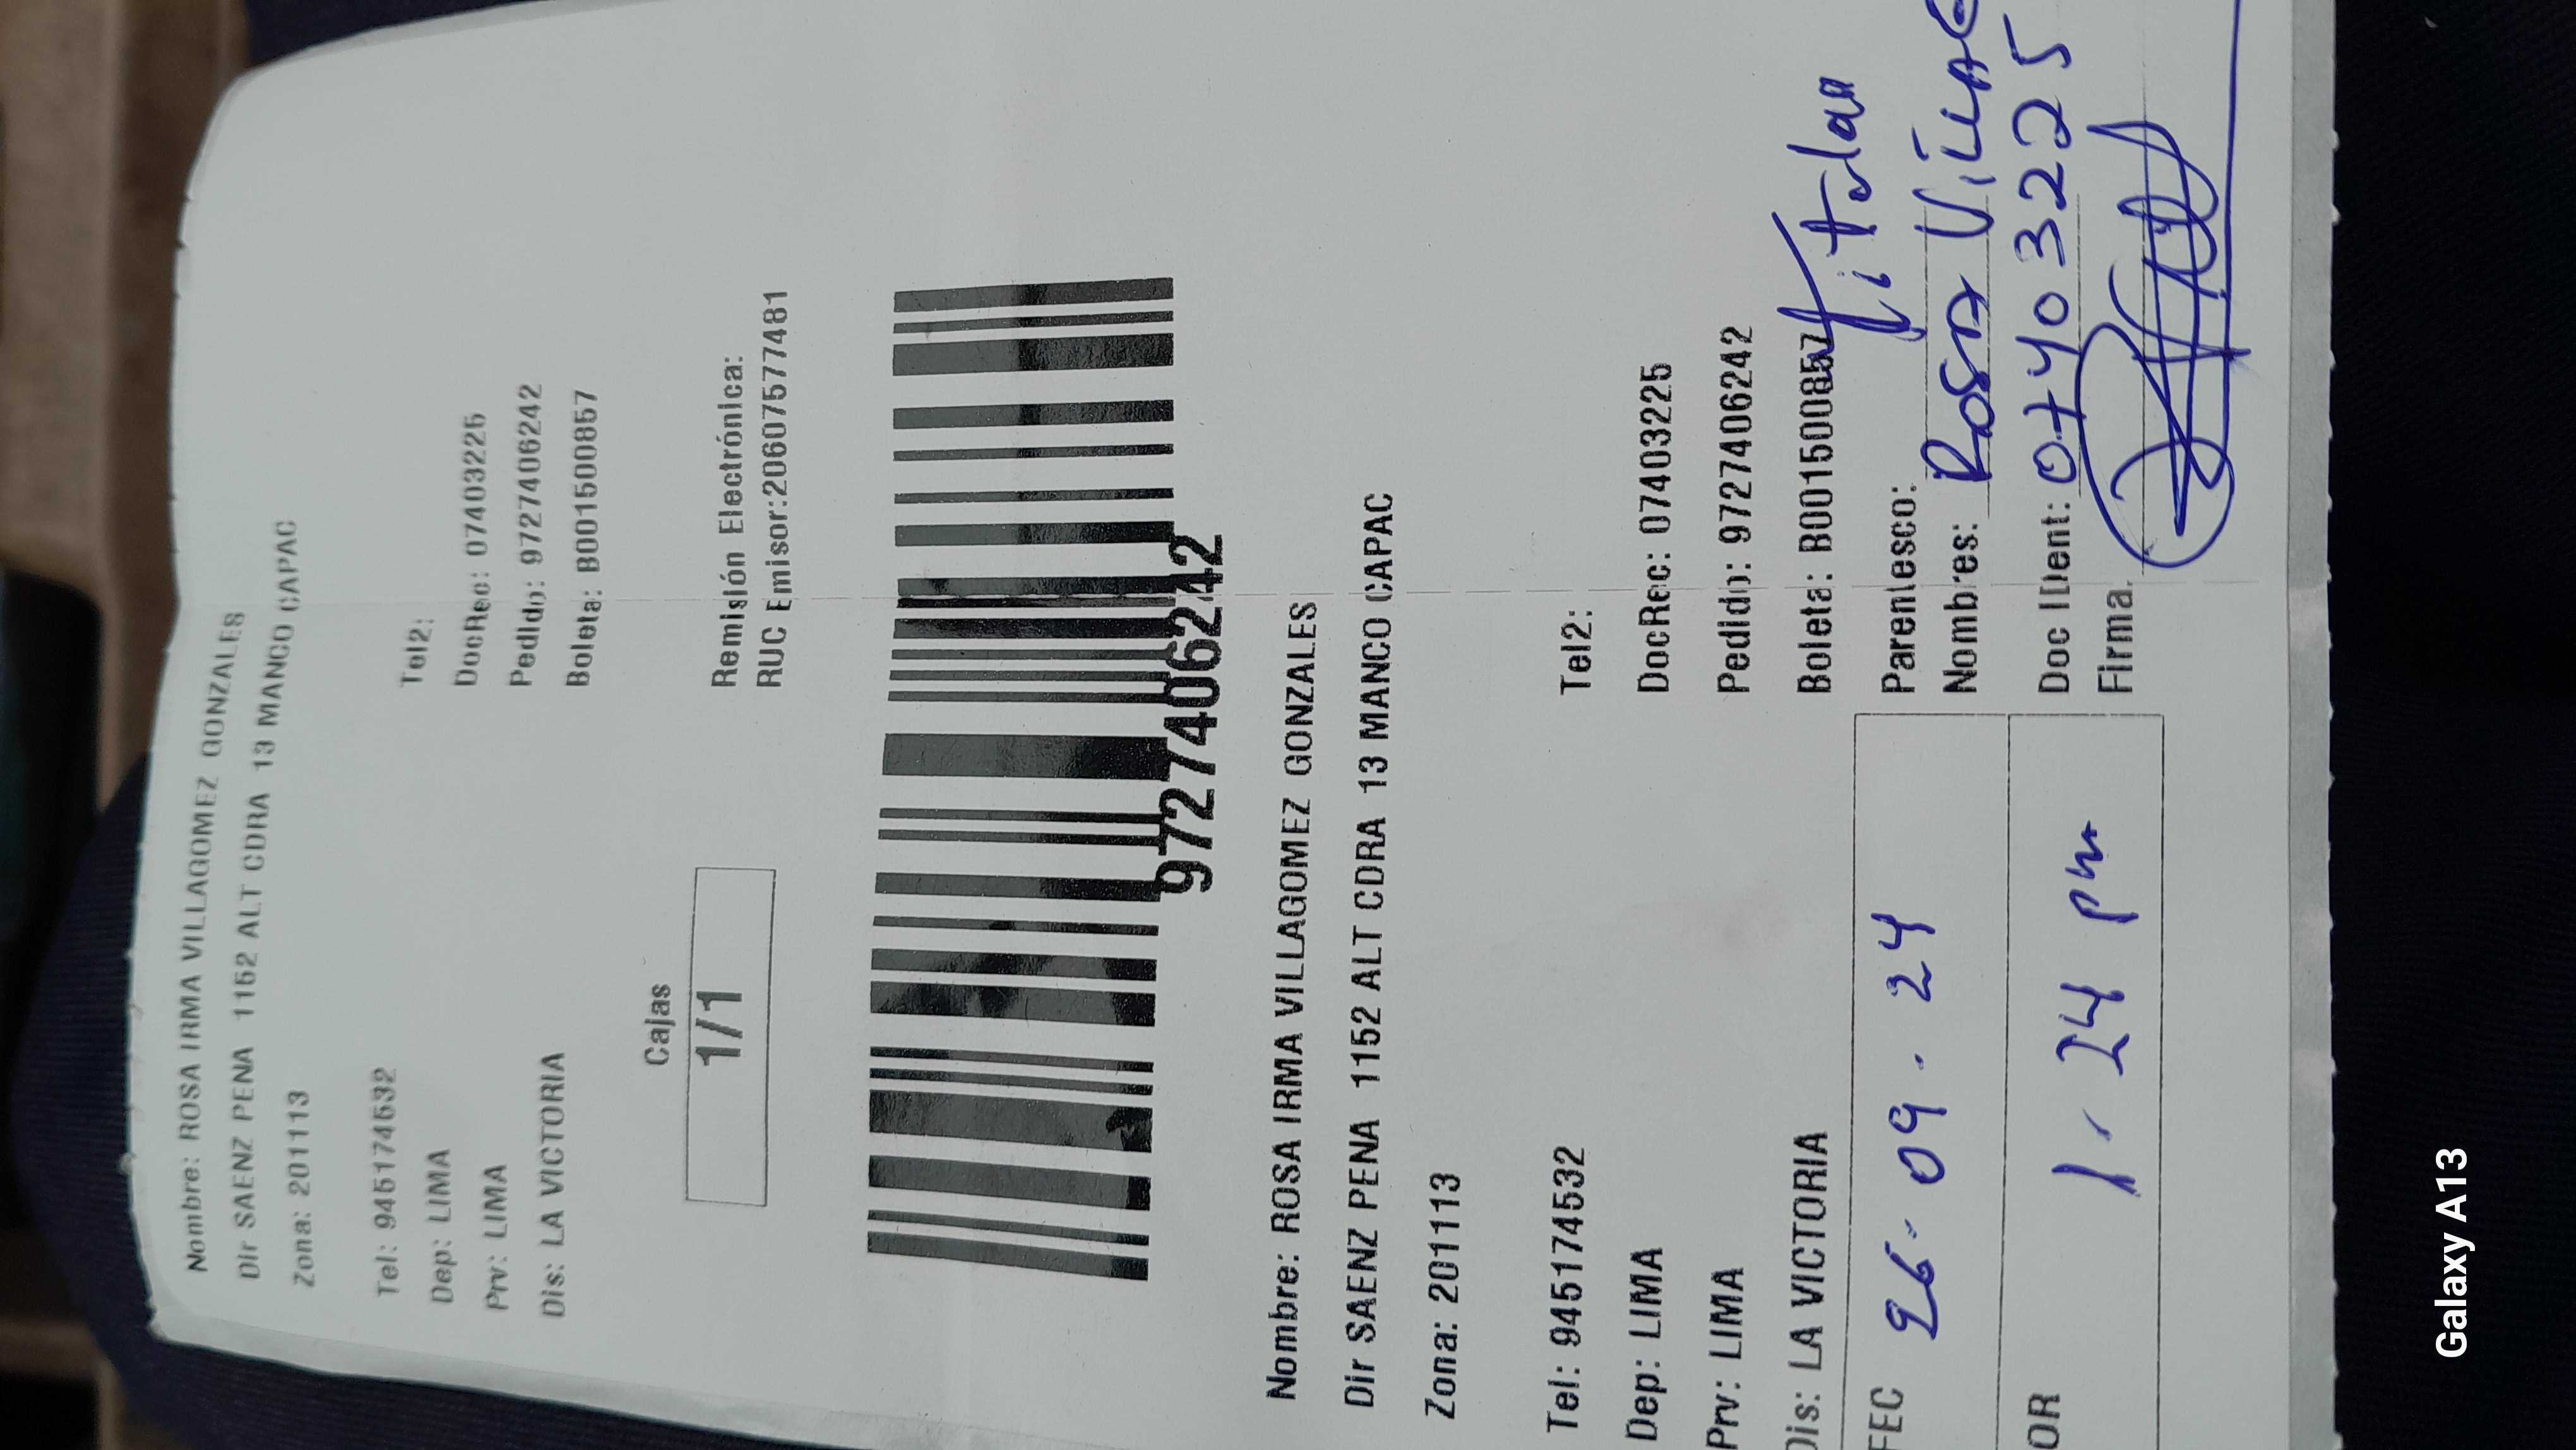 Nombre: ROSA IRMA VILLAGOMEZ GONZALES
Dir SAENZ PENA 1152 ALT CDRA 13 MANCO CAPAC
Zona: 201113
Tel: 945174532 Tel2:
Dep: LIMA DocRec: 07403225
Prv: LIMA Pedido: 9727406242
Dis: LA VICTORIA Boleta: B001500857
Cajas
1/1
Remisión Electrónica:
RUC Emisor:20607577481
9727406242
Nombre: ROSA IRMA VILLAGOMEZ GONZALES
Dir SAENZ PENA 1152 ALT CDRA 13 MANCO CAPAC
Zona: 201113
Tel: 945174532 Tel2:
Dep: LIMA DocRec: 07403225
Prv: LIMA Pedido: 9727406242
Dis: LA VICTORIA Boleta: B001500857
FEC 26.09.24 Parentesco: Titular
Nombres: Rosa
OR 1.24 pm Doc IDent: 07403225
Firma
Galaxy A13